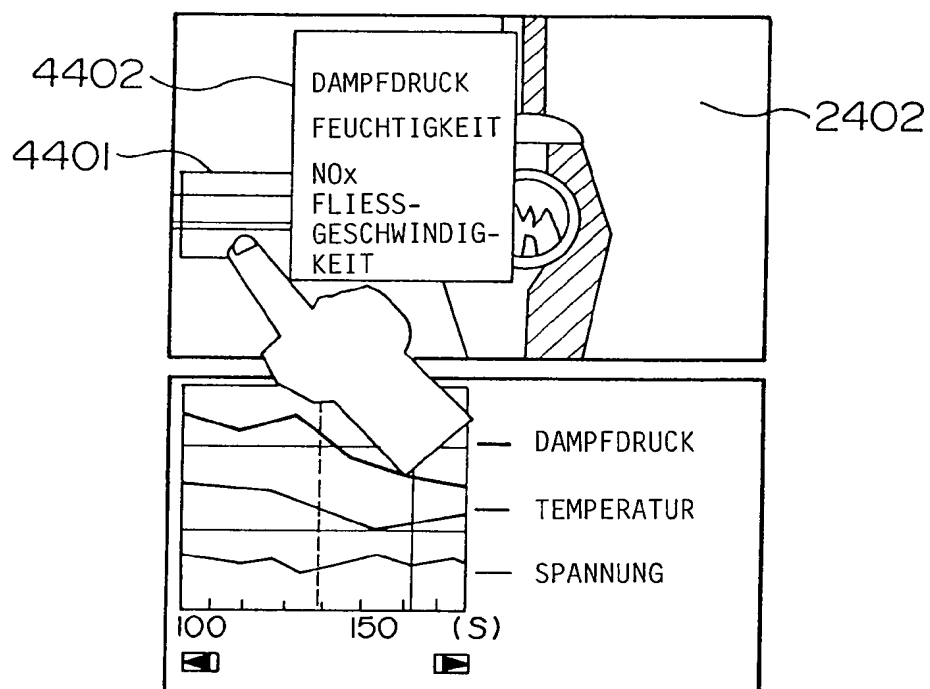 4402
4401
2402
DAMPFDRUCK
FEUCHTIGKEIT
NOx
FLIESS-
GESCHWINDIG-
KEIT
DAMPFDRUCK
TEMPERATUR
SPANNUNG
100 150 (S)